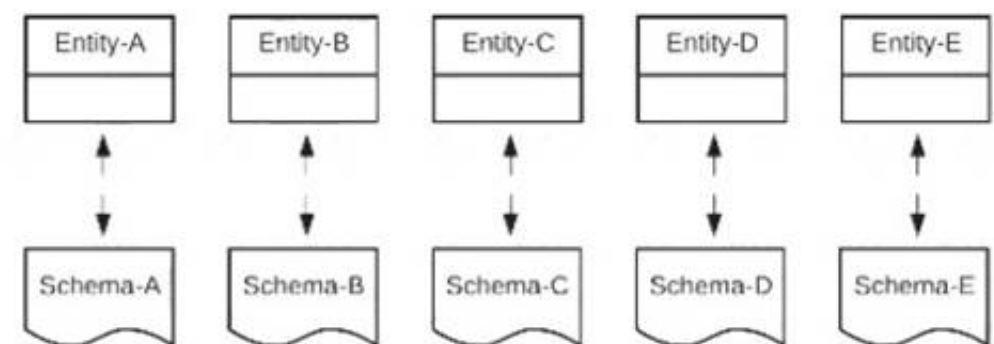 Entity-A
Entity-B
Entity-C
Entity-D
Entity-E
Schema-A
Schema-B
Schema-C
Schema-D
Schema-E